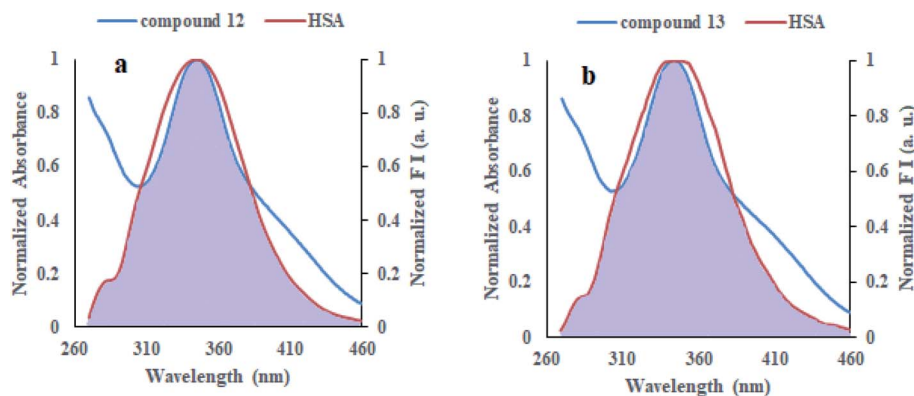 compound 12 HSA
a
1 1
0.8 0.8
0.6 0.6
0.4 0.4
0.2 0.2
0 0
260 310 360 410 460
Normalized Absorbance
Normalized F I (a. u.)
Wavelength (nm)
compound 13 HSA
b
1 1
0.8 0.8
0.6 0.6
0.4 0.4
0.2 0.2
0 0
260 310 360 410 460
Normalized Absorbance
Normalized F I (a. u.)
Wavelength (nm)